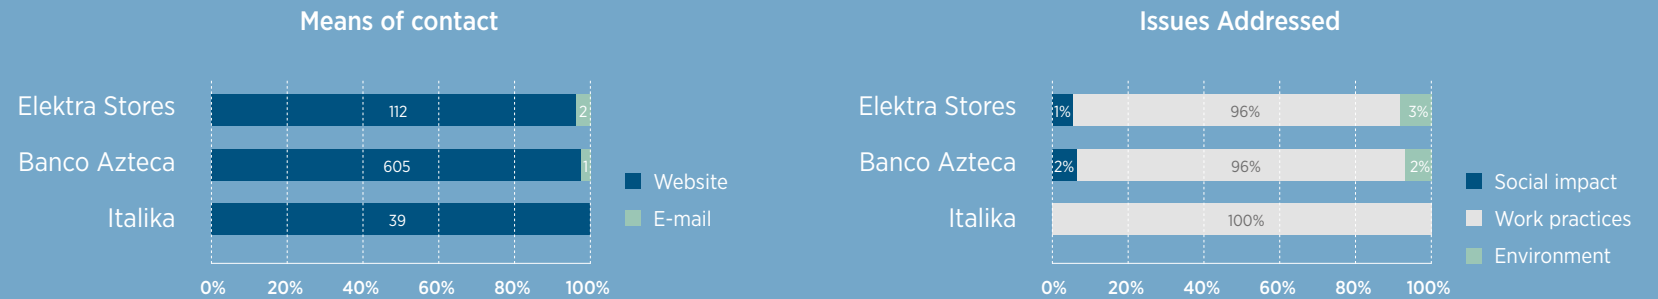 Means of contact
Elektra Stores 112 2
Banco Azteca 605 1
Italika 39
0% 20% 40% 60% 80% 100%
Website
E-mail
Issues Addressed
Elektra Stores 1% 96% 3%
Banco Azteca 2% 96% 2%
Italika 100%
0% 20% 40% 60% 80% 100%
Social impact
Work practices
Environment